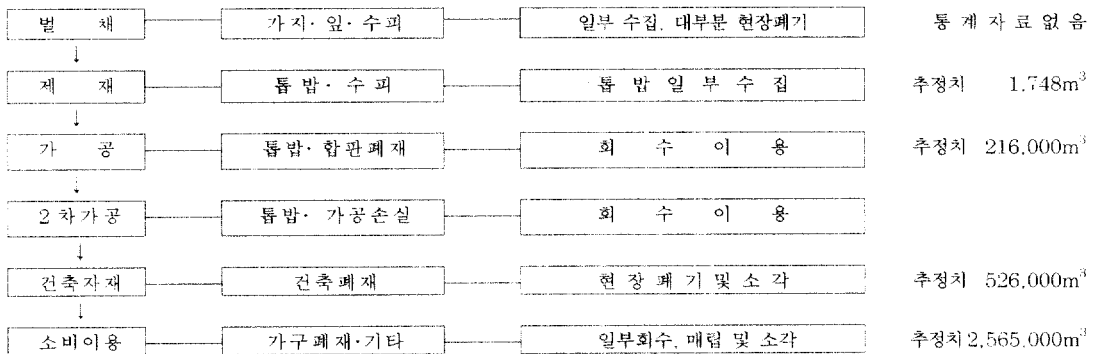 벌 채 가지· 잎· 수피 일부 수집, 대부분 현장폐기 통 계 자 료 없 음
제 재 톱 밥· 수 피 톱 밥 일 부 수 집 추정치 1,748m³
가 공 톱밥· 합판폐재 회 수 이 용 추정치 216,000m³
2 차 가 공 톱밥· 가공손실 회 수 이 용
건축자재 건축폐재 현 장 폐 기 및 소 각 추정치 526,000m³
소비이용 가구폐재·기타 일부회수, 매립 및 소각 추정치 2,565,000m³